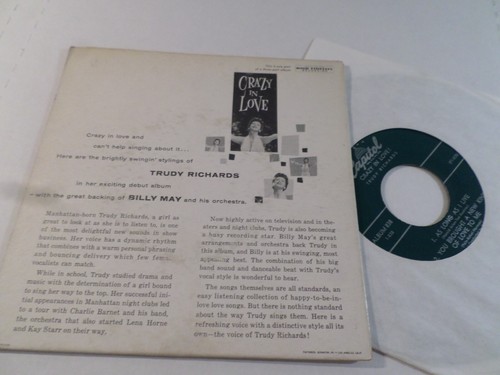 CRAZY
IN
LOVE
Crazy in love and
can't help singing about it...
Here are the brightly swingin' stylings of
TRUDY RICHARDS
in her exciting debut album
—with the great backing of BILLY MAY and his orchestra.
Manhattan-born Trudy Richards, a girl as
great to look at as she is to listen to, is one
of the most delightful new soloists in show
business. Her voice has a dynamic rhythm
that combines with a warm personal phrasing
and bouncing delivery which few female
vocalists can match.
While in school, Trudy studied drama and
music with the determination of a girl bound
to sing her way to the top. Her successful ini-
tial appearances in Manhattan night clubs led
to a tour with Charlie Barnet and his band,
the orchestra that also started Lena Horne
and Kay Starr on their way.
Now highly active on television and in thea-
ters and night clubs, Trudy is also becoming
a busy recording star. Billy May's great
arrangements and orchestra back Trudy in
this album, and Billy is at his swinging, most
appealing best. The combination of his big
band sound and danceable beat with Trudy's
vocal style is wonderful to hear.
The songs themselves are all standards, an
easy listening collection of happy-to-be-in-
love love songs. But there is nothing standard
about the way Trudy sings them. Here is a
refreshing voice with a distinctive style all its
own—the voice of Trudy Richards!
Capitol
CRAZY IN LOVE!
TRUDY RICHARDS
AS LONG AS I LIVE